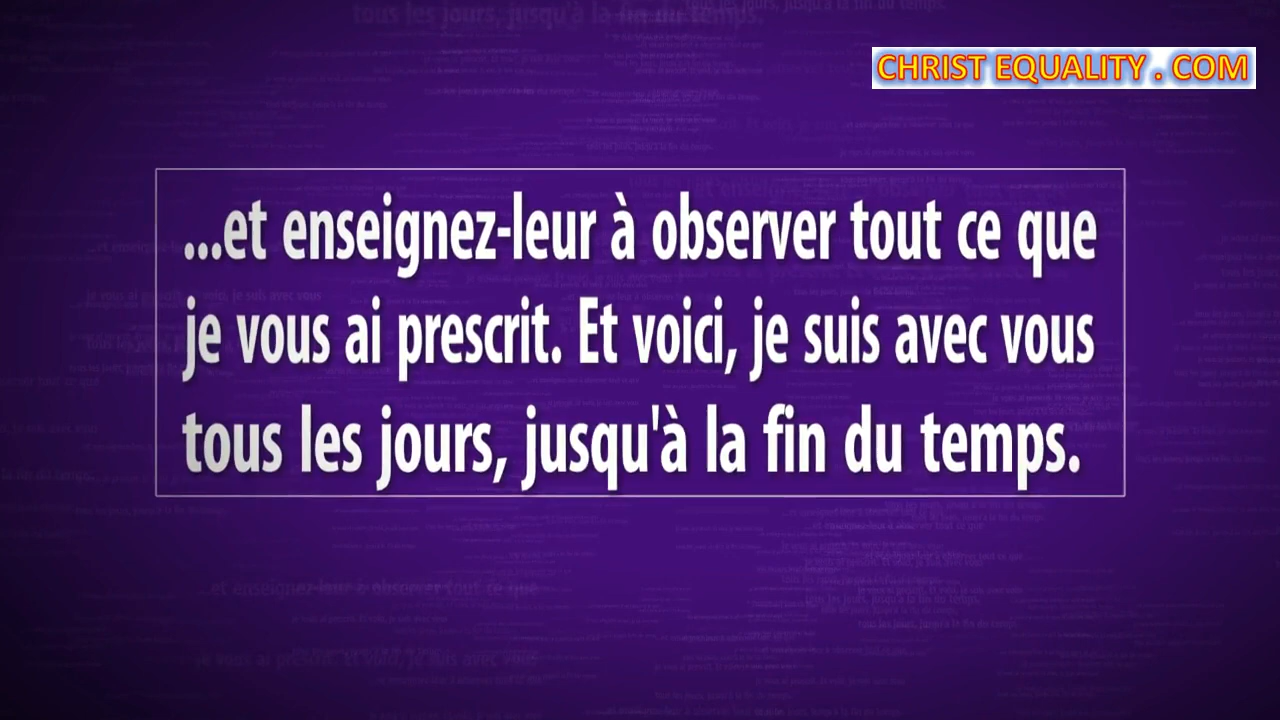 CHRIST EQUALITY . COM
...et enseignez-leur à observer tout ce que
je vous ai prescrit. Et voici, je suis avec vous
tous les jours, jusqu'à la fin du temps.